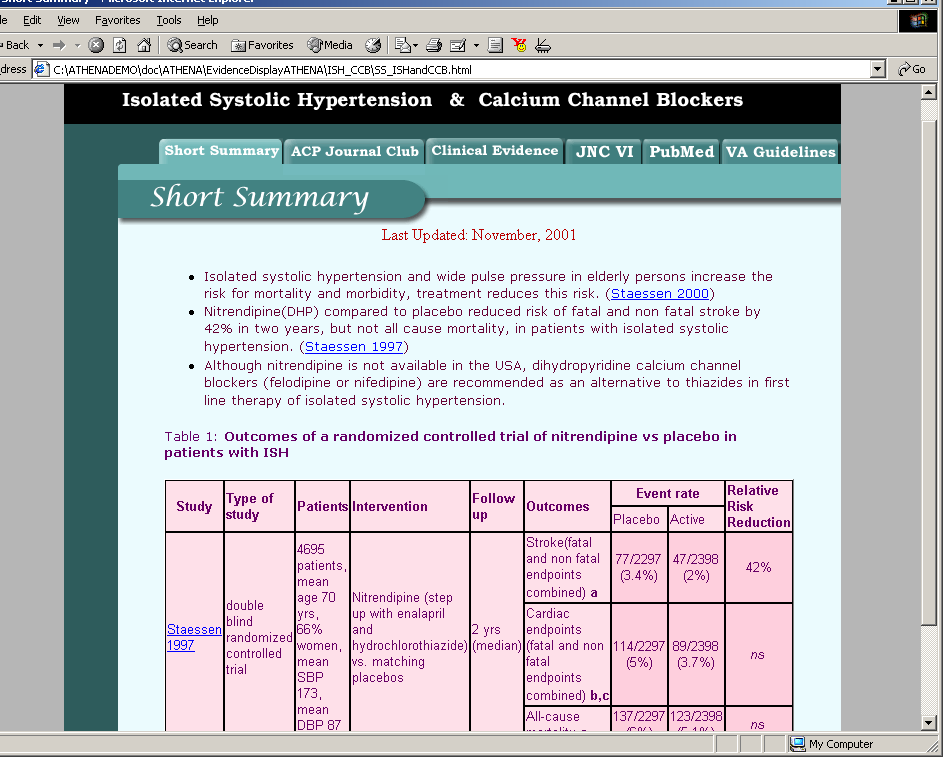 Short Summary - Microsoft Internet Explorer
Edit View Favorites Tools Help
Back Search Favorites Media
dress C:\ATHENADEMO\doc\ATHENA\EvidenceDisplayATHENA\ISH_CCB\SS_ISHandCCB.html Go
Isolated Systolic Hypertension & Calcium Channel Blockers
Short Summary ACP Journal Club Clinical Evidence JNC VI PubMed VA Guidelines
Short Summary
Last Updated: November, 2001
• Isolated systolic hypertension and wide pulse pressure in elderly persons increase the
risk for mortality and morbidity, treatment reduces this risk. (Staessen 2000)
• Nitrendipine(DHP) compared to placebo reduced risk of fatal and non fatal stroke by
42% in two years, but not all cause mortality, in patients with isolated systolic
hypertension. (Staessen 1997)
• Although nitrendipine is not available in the USA, dihydropyridine calcium channel
blockers (felodipine or nifedipine) are recommended as an alternative to thiazides in first
line therapy of isolated systolic hypertension.
Table 1: Outcomes of a randomized controlled trial of nitrendipine vs placebo in
patients with ISH
Study
Type of
study
Patients
Intervention
Follow
up
Outcomes
Event rate
Placebo
Active
Relative
Risk
Reduction
Staessen
1997
double
blind
randomized
controlled
trial
4695
patients,
mean
age 70
yrs,
66%
women,
mean
SBP
173,
mean
DBP 87
Nitrendipine (step
up with enalapril
and
hydrochlorothiazide)
vs. matching
placebos
2 yrs
(median)
Stroke(fatal
and non fatal
endpoints
combined) a
77/2297
(3.4%)
47/2398
(2%)
42%
Cardiac
endpoints
(fatal and non
fatal
endpoints
combined) b,c
114/2297
(5%)
89/2398
(3.7%)
ns
All-cause
137/2297
123/2398
ns
My Computer